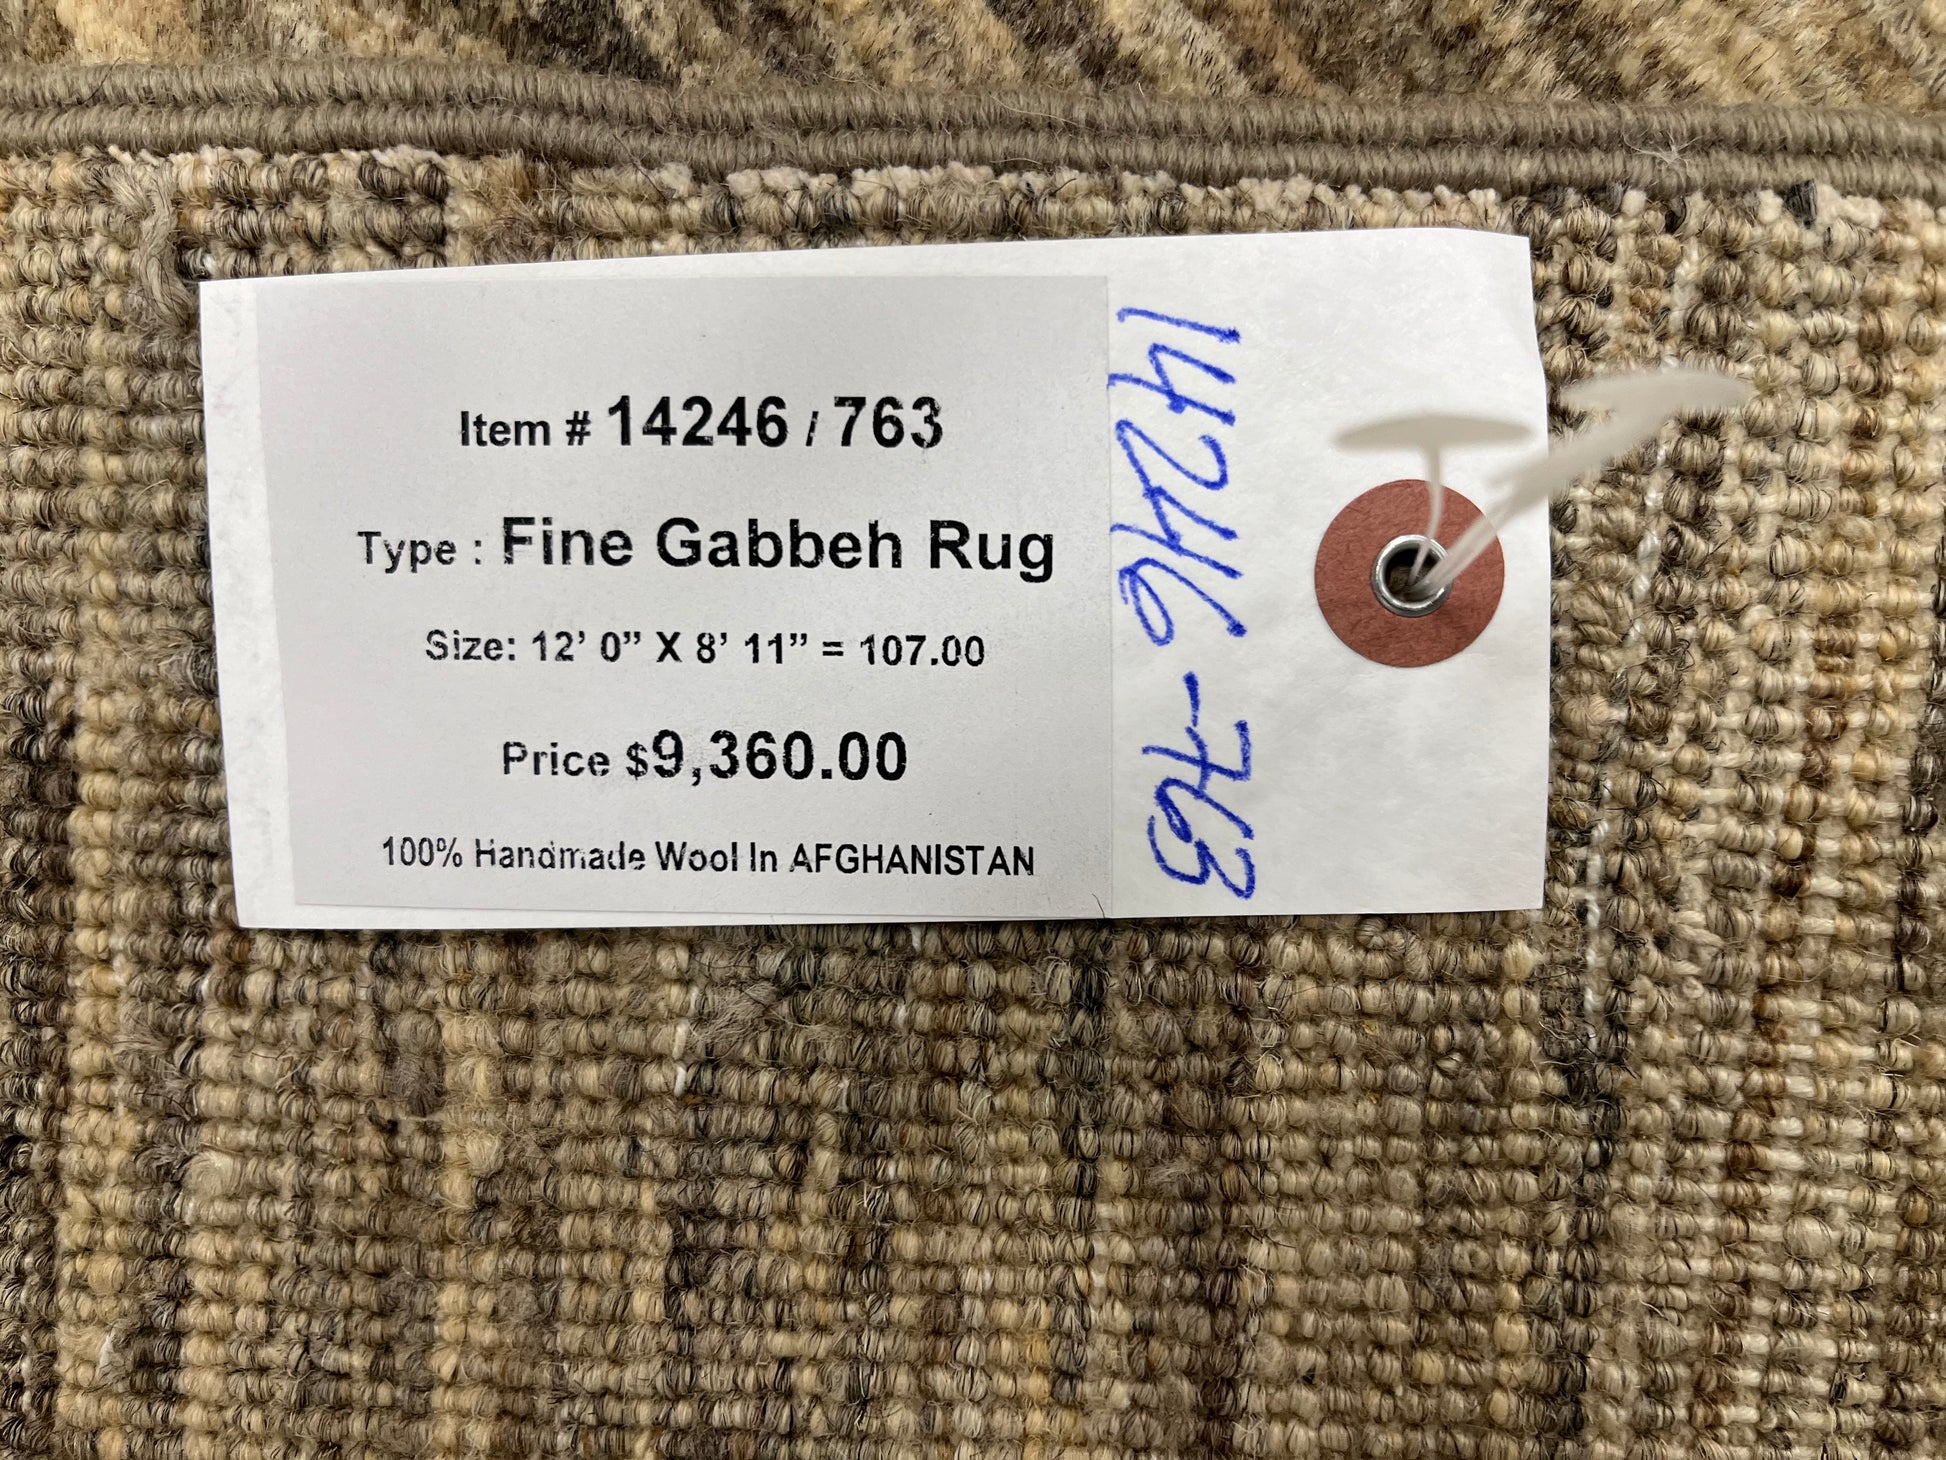 Item # 14246 / 763
Type : Fine Gabbeh Rug
Size: 12’ 0” X 8’ 11” = 107.00
Price $9,360.00
100% Handmade Wool In AFGHANISTAN
14246-763